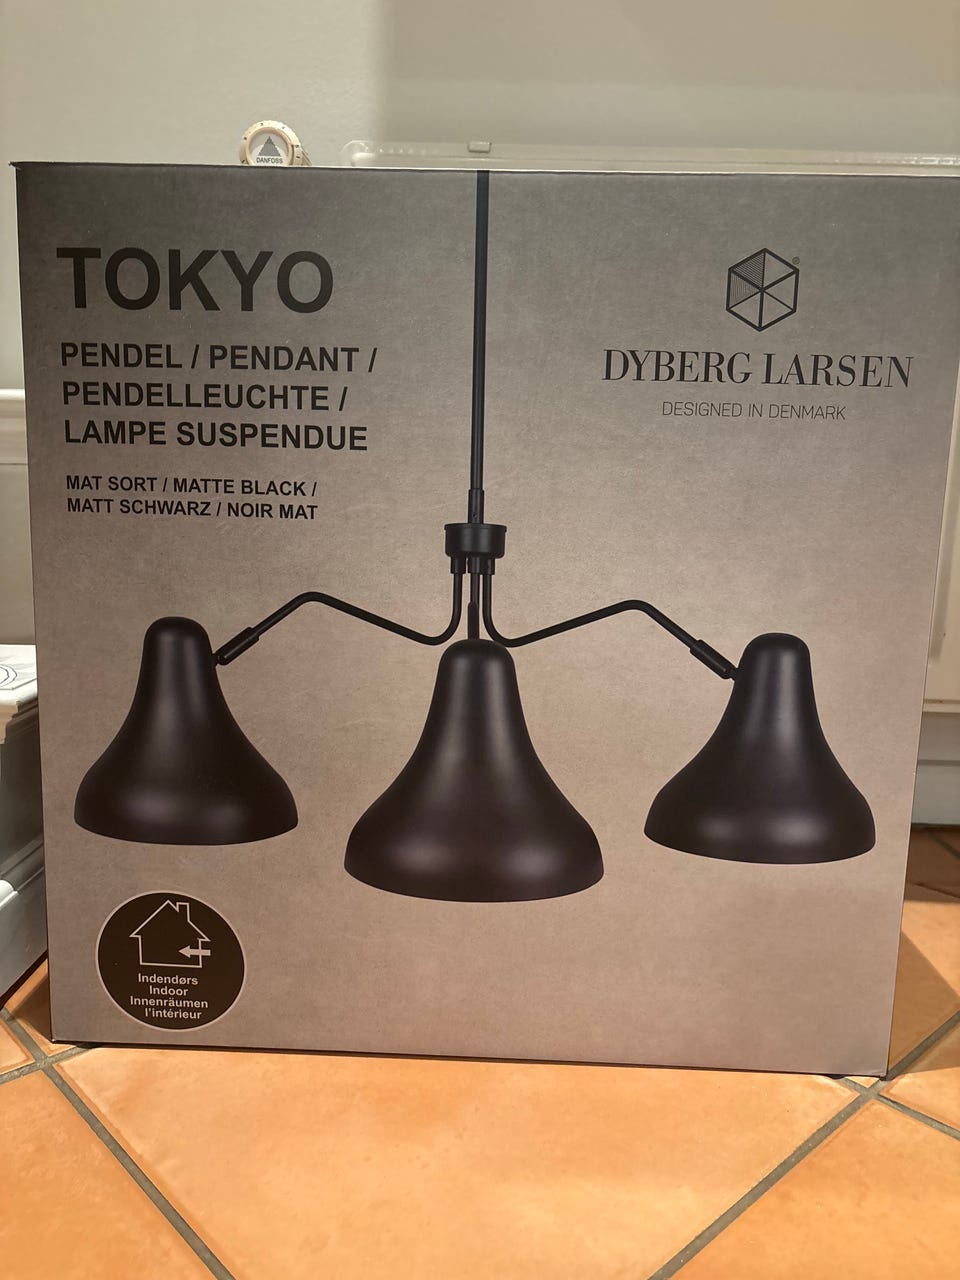 DANFOSS
TOKYO
PENDEL / PENDANT /
PENDELLEUCHTE /
LAMPE SUSPENDUE
MAT SORT / MATTE BLACK /
MATT SCHWARZ / NOIR MAT
®
DYBERG LARSEN
DESIGNED IN DENMARK
Indendørs
Indoor
Innenräumen
l'intérieur